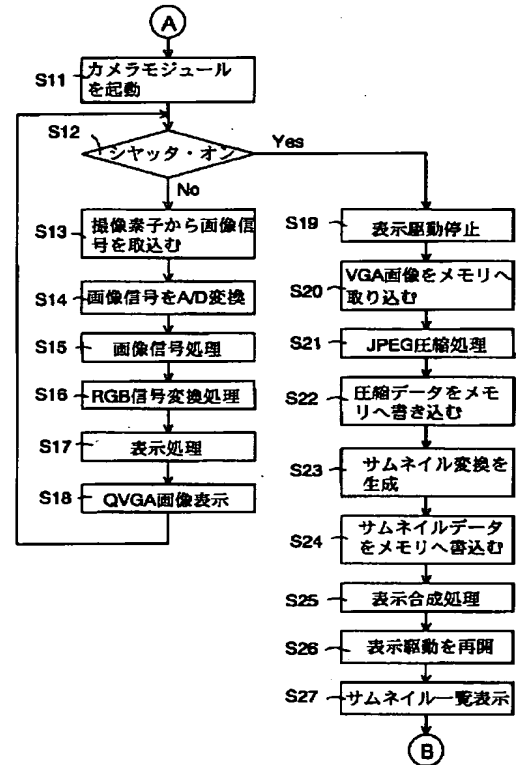 A
S11
カメラモジュール
を起動
S12
シヤッタ・オン
Yes
No
S13
撮像素子から画像信
号を取込む
S14
画像信号をA/D変換
S15
画像信号処理
S16
RGB信号変換処理
S17
表示処理
S18
QVGA画像表示
S19
表示駆動停止
S20
VGA画像をメモリへ
取り込む
S21
JPEG圧縮処理
S22
圧縮データをメモ
リへ書き込む
S23
サムネイル変換を
生成
S24
サムネイルデータ
をメモリへ書込む
S25
表示合成処理
S26
表示駆動を再開
S27
サムネイル一覧表示
B